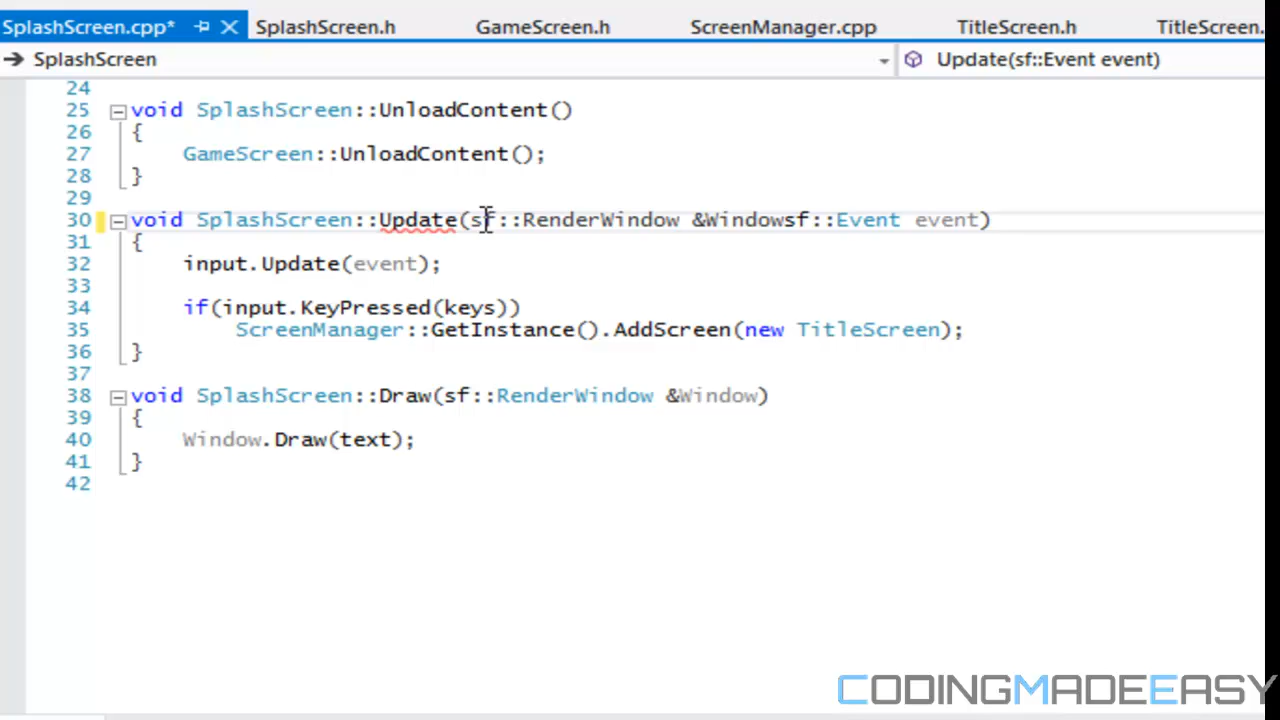 SplashScreen.cpp* SplashScreen.h GameScreen.h ScreenManager.cpp TitleScreen.h TitleScreen.
SplashScreen Update(sf::Event event)
24
25 void SplashScreen::UnloadContent()
26 {
27 GameScreen::UnloadContent();
28 }
29
30 void SplashScreen::Update(sf::RenderWindow &Windowsf::Event event)
31 {
32 input.Update(event);
33
34 if(input.KeyPressed(keys))
35 ScreenManager::GetInstance().AddScreen(new TitleScreen);
36 }
37
38 void SplashScreen::Draw(sf::RenderWindow &Window)
39 {
40 Window.Draw(text);
41 }
42
CODINGMADEEASY